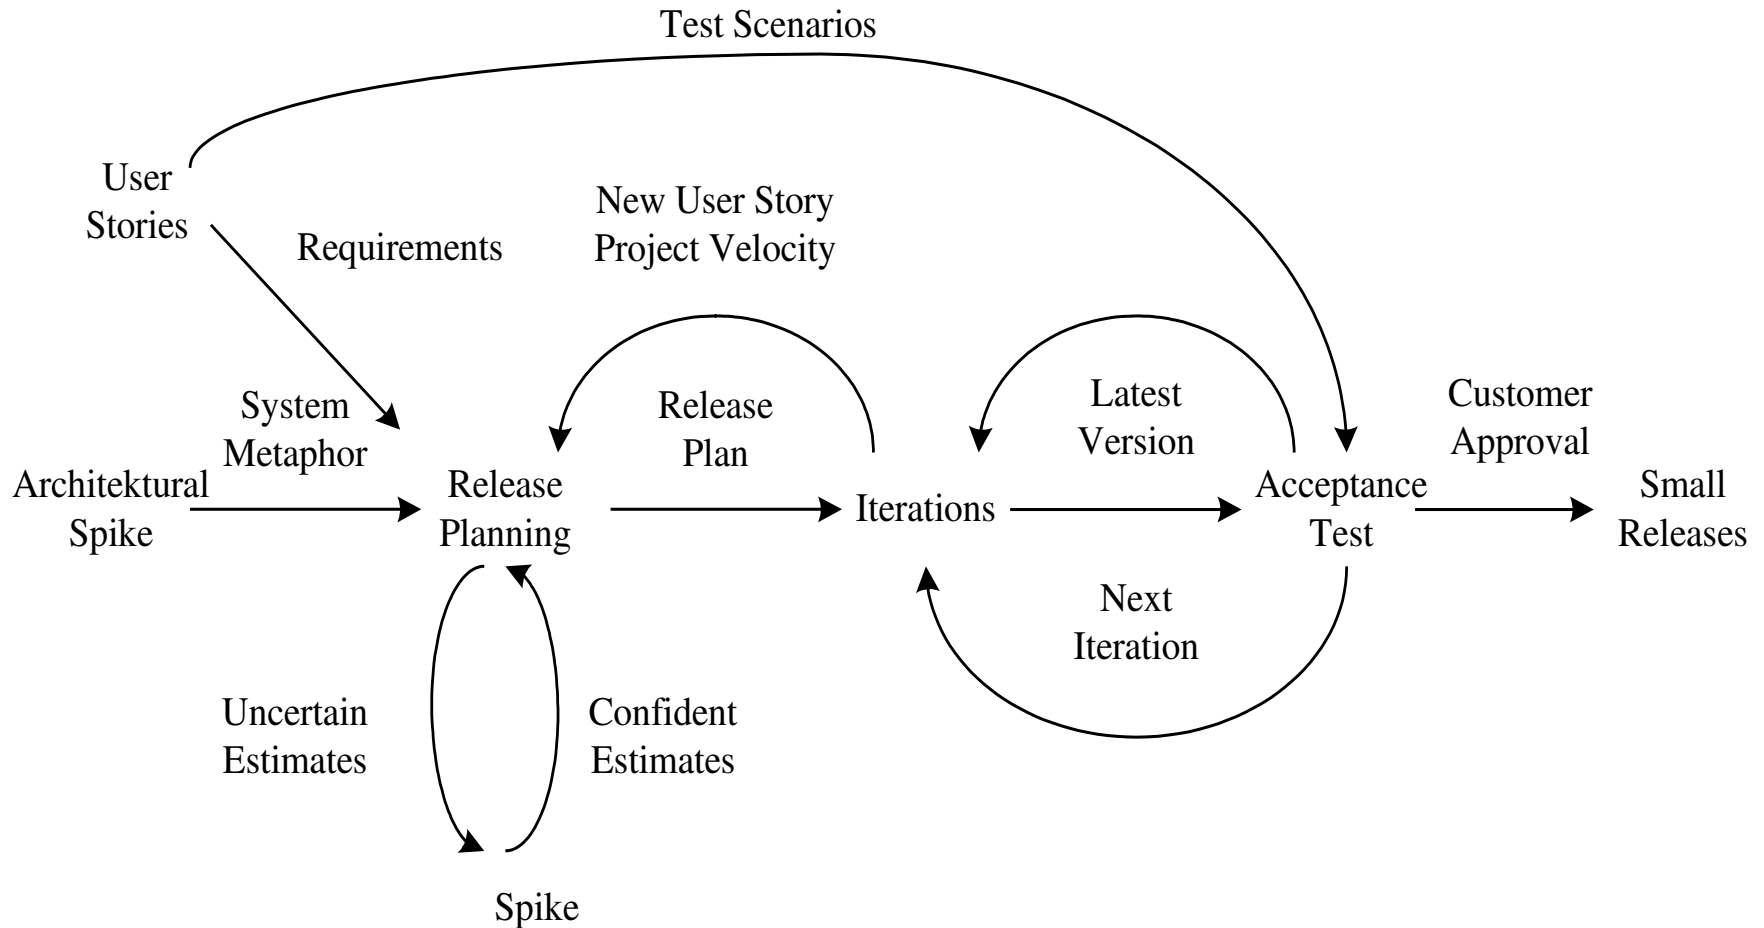 Test Scenarios
User
Stories
Requirements
New User Story
Project Velocity
System
Metaphor
Release
Plan
Latest
Version
Customer
Approval
Architektural
Spike
Release
Planning
Iterations
Acceptance
Test
Small
Releases
Next
Iteration
Uncertain
Estimates
Confident
Estimates
Spike